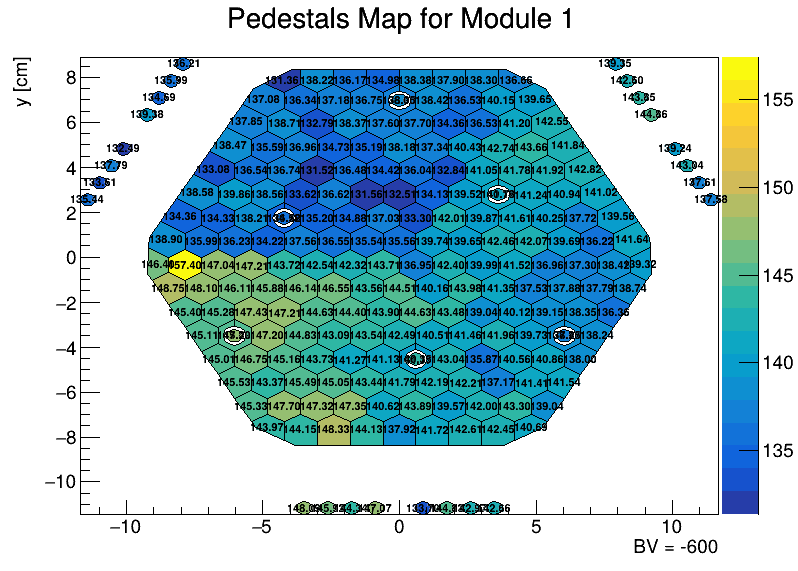 Pedestals Map for Module 1
y [cm]
136.21 139.35
131.36 138.22 136.17 134.98 138.38 137.90 138.30 136.66
135.99 142.60
134.69 137.08 136.34 137.18 136.75 138.42 136.53 140.15 139.65 143.85
139.38 144.86
137.85 138.71 132.79 137.60 137.70 134.36 136.53 141.20 142.55
138.47 135.59 136.96 134.73 135.19 138.18 137.34 142.74 143.66 141.84
139.24
137.79 143.04
133.08 136.54 136.74 131.52 136.48 134.42 136.04 132.84 141.05 141.78 141.92 142.82
133.61 137.61
138.58 139.86 138.56 133.62 136.62 131.56 132.51 134.13 139.52 141.24 140.94 141.02
135.44 137.58
134.36 134.33 138.21 135.20 134.88 137.03 133.30 142.01 139.87 141.61 140.25 137.72 139.56
138.90 135.99 136.23 134.22 137.56 136.55 135.54 135.56 139.74 139.65 142.46 142.07 139.69 136.22 141.64
157.40 147.04 147.21 143.72 142.54 142.32 143.71 136.95 142.40 139.99 141.52 136.96 137.30 139.32
148.75 148.10 146.11 145.88 146.14 146.55 143.56 144.51 140.16 143.98 141.35 137.53 137.88 137.79 138.74
145.40 145.28 147.43 147.21 144.63 144.40 143.90 144.63 143.31 137.24 139.04 140.12 139.15 138.35 136.36
145.11 147.20 144.83 143.09 143.54 142.49 140.51 141.46 141.96 139.73 138.24
145.01 146.75 145.16 143.73 141.27 141.13 143.04 135.87 140.56 140.86 138.00
145.53 143.37 145.49 145.05 143.44 141.79 142.19 142.21 137.17 141.41 141.54
145.33 147.70 147.32 147.35 140.62 143.89 139.57 142.00 143.30 139.04
143.97 144.15 148.33 144.13 137.92 141.72 142.61 142.45 140.69
8
6
4
2
0
−2
−4
−6
−8
−10
−10 −5 0 5 10
155
150
145
140
135
BV = -600